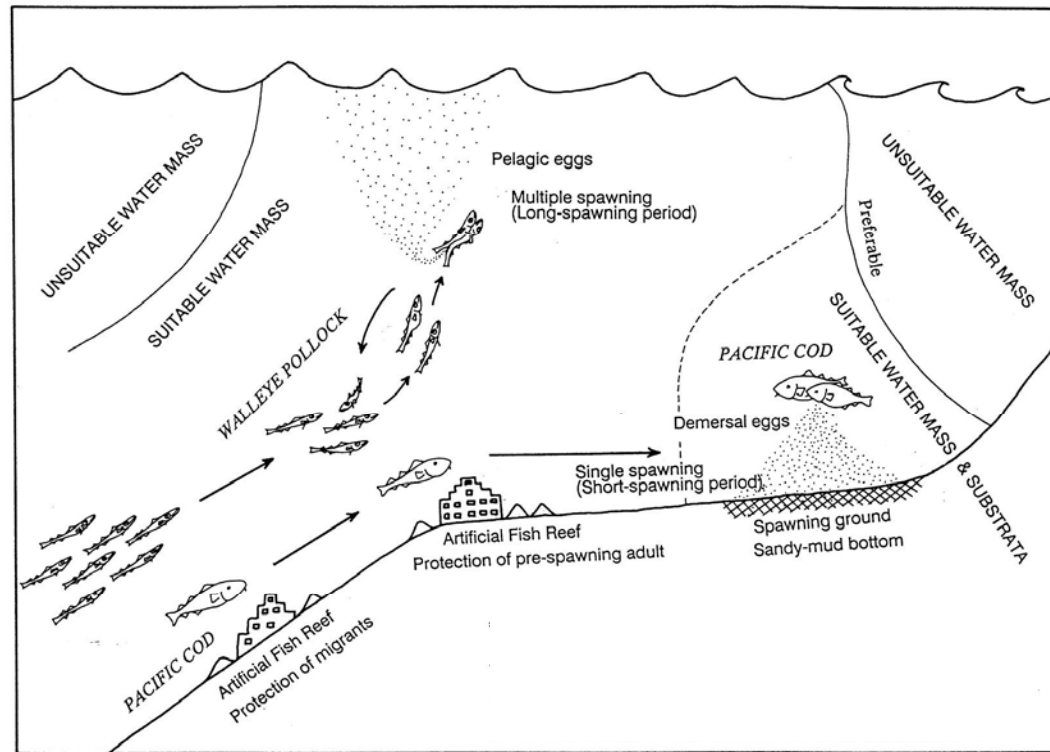 UNSUITABLE WATER MASS
SUITABLE WATER MASS
Pelagic eggs
Multiple spawning
(Long-spawning period)
WALLEYE POLLOCK
UNSUITABLE WATER MASS
Preferable
SUITABLE WATER MASS & SUBSTRATA
PACIFIC COD
Demersal eggs
Single spawning
(Short-spawning period)
Spawning ground
Sandy-mud bottom
Artificial Fish Reef
Protection of pre-spawning adult
PACIFIC COD
Artificial Fish Reef
Protection of migrants